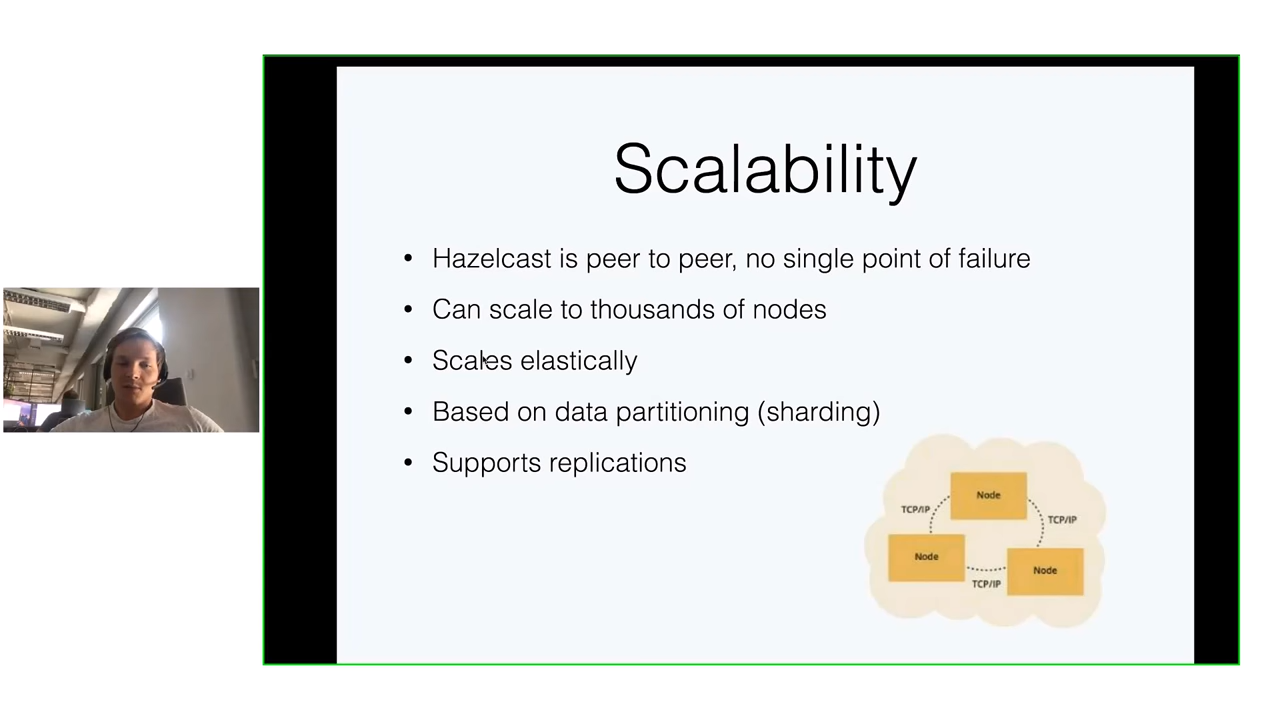 Scalability
• Hazelcast is peer to peer, no single point of failure
• Can scale to thousands of nodes
• Scales elastically
• Based on data partitioning (sharding)
• Supports replications
Node
TCP/IP
TCP/IP
Node
Node
TCP/IP